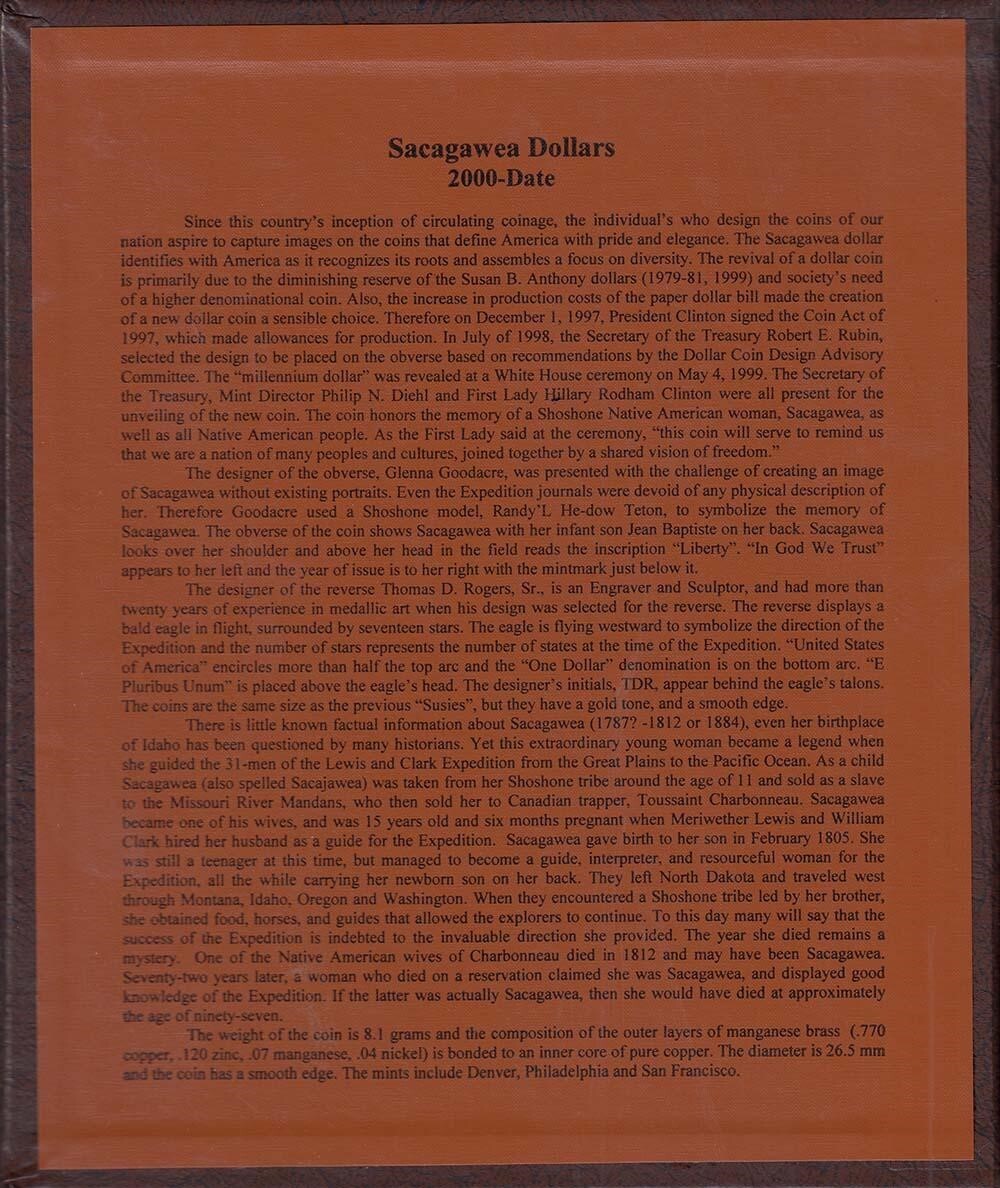 Sacagawea Dollars
2000-Date
Since this country's inception of circulating coinage, the individual's who design the coins of our
nation aspire to capture images on the coins that define America with pride and elegance. The Sacagawea dollar
identifies with America as it recognizes its roots and assembles a focus on diversity. The revival of a dollar coin
is primarily due to the diminishing reserve of the Susan B. Anthony dollars (1979-81, 1999) and society's need
of a higher denominational coin. Also, the increase in production costs of the paper dollar bill made the creation
of a new dollar coin a sensible choice. Therefore on December 1, 1997, President Clinton signed the Coin Act of
1997, which made allowances for production. In July of 1998, the Secretary of the Treasury Robert E. Rubin,
selected the design to be placed on the obverse based on recommendations by the Dollar Coin Design Advisory
Committee. The “millennium dollar” was revealed at a White House ceremony on May 4, 1999. The Secretary of
the Treasury, Mint Director Philip N. Diehl and First Lady Hillary Rodham Clinton were all present for the
unveiling of the new coin. The coin honors the memory of a Shoshone Native American woman, Sacagawea, as
well as all Native American people. As the First Lady said at the ceremony, “this coin will serve to remind us
that we are a nation of many peoples and cultures, joined together by a shared vision of freedom.”
The designer of the obverse, Glenna Goodacre, was presented with the challenge of creating an image
of Sacagawea without existing portraits. Even the Expedition journals were devoid of any physical description of
her. Therefore Goodacre used a Shoshone model, Randy'L He-dow Teton, to symbolize the memory of
Sacagawea. The obverse of the coin shows Sacagawea with her infant son Jean Baptiste on her back. Sacagawea
looks over her shoulder and above her head in the field reads the inscription “Liberty”. “In God We Trust”
appears to her left and the year of issue is to her right with the mintmark just below it.
The designer of the reverse Thomas D. Rogers, Sr., is an Engraver and Sculptor, and had more than
twenty years of experience in medallic art when his design was selected for the reverse. The reverse displays a
bald eagle in flight, surrounded by seventeen stars. The eagle is flying westward to symbolize the direction of the
Expedition and the number of stars represents the number of states at the time of the Expedition. “United States
of America” encircles more than half the top arc and the “One Dollar” denomination is on the bottom arc. “E
Pluribus Unum” is placed above the eagle's head. The designer's initials, TDR, appear behind the eagle's talons.
The coins are the same size as the previous “Susies”, but they have a gold tone, and a smooth edge.
There is little known factual information about Sacagawea (1787? -1812 or 1884), even her birthplace
of Idaho has been questioned by many historians. Yet this extraordinary young woman became a legend when
she guided the 31-men of the Lewis and Clark Expedition from the Great Plains to the Pacific Ocean. As a child
Sacagawea (also spelled Sacajawea) was taken from her Shoshone tribe around the age of 11 and sold as a slave
to the Missouri River Mandans, who then sold her to Canadian trapper, Toussaint Charbonneau. Sacagawea
became one of his wives, and was 15 years old and six months pregnant when Meriwether Lewis and William
Clark hired her husband as a guide for the Expedition. Sacagawea gave birth to her son in February 1805. She
was still a teenager at this time, but managed to become a guide, interpreter, and resourceful woman for the
Expedition, all the while carrying her newborn son on her back. They left North Dakota and traveled west
through Montana, Idaho, Oregon and Washington. When they encountered a Shoshone tribe led by her brother,
she obtained food, horses, and guides that allowed the explorers to continue. To this day many will say that the
success of the Expedition is indebted to the invaluable direction she provided. The year she died remains a
mystery. One of the Native American wives of Charbonneau died in 1812 and may have been Sacagawea.
Seventy-two years later, a woman who died on a reservation claimed she was Sacagawea, and displayed good
knowledge of the Expedition. If the latter was actually Sacagawea, then she would have died at approximately
the age of ninety-seven.
The weight of the coin is 8.1 grams and the composition of the outer layers of manganese brass (.770
copper, .120 zinc, .07 manganese, .04 nickel) is bonded to an inner core of pure copper. The diameter is 26.5 mm
and the coin has a smooth edge. The mints include Denver, Philadelphia and San Francisco.